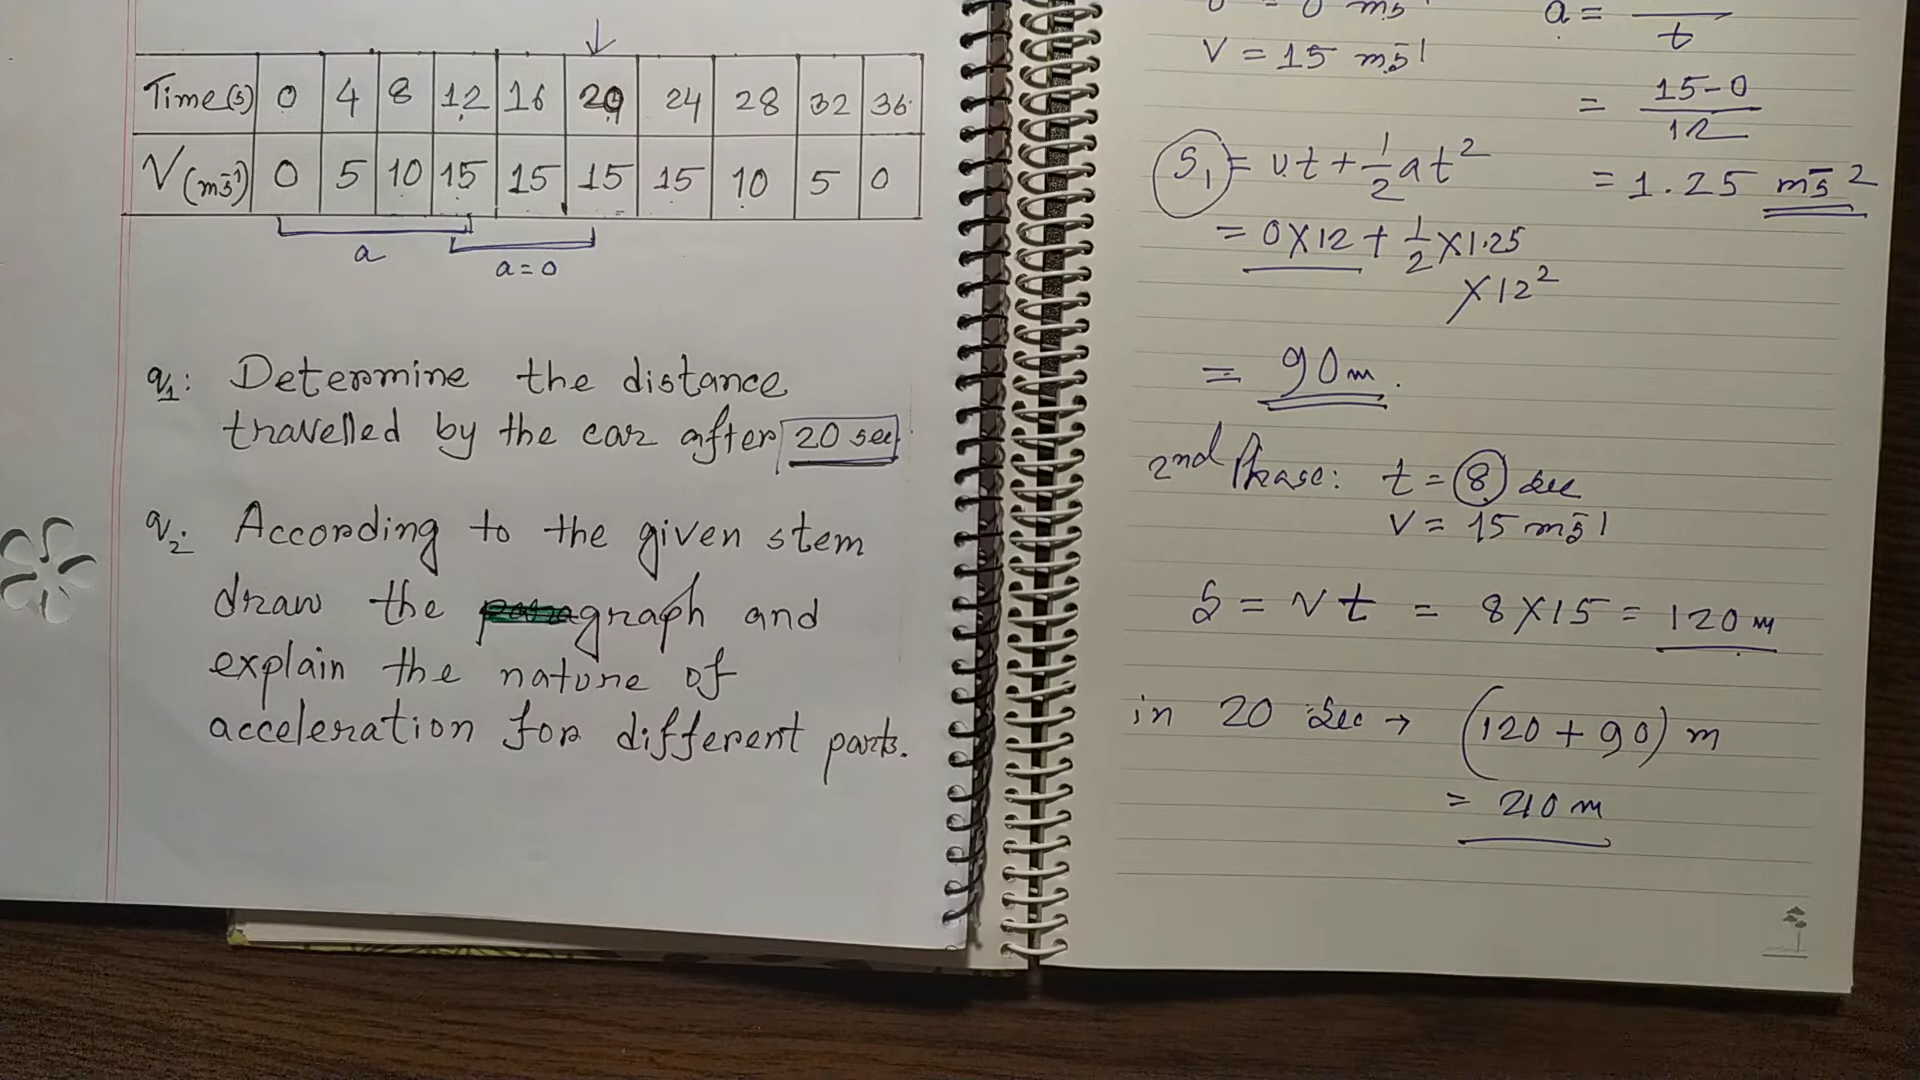 Time(s) 0 4 8 12 16 20 24 28 32 36
V(ms⁻¹) 0 5 10 15 15 15 15 10 5 0
a
a=0
q₁: Determine the distance
travelled by the car after 20 sec
q₂: According to the given stem
draw the graph and
explain the nature of
acceleration for different parts.
V = 15 ms⁻¹
a = ― / t
= 15-0 / 12
= 1.25 ms⁻²
S₁ = ut + 1/2 at²
= 0×12 + 1/2 ×1.25
×12²
= 90m.
2nd Phase: t = 8 sec
V = 15 ms⁻¹
S = vt = 8×15 = 120 m
in 20 sec → (120+90) m
= 210 m